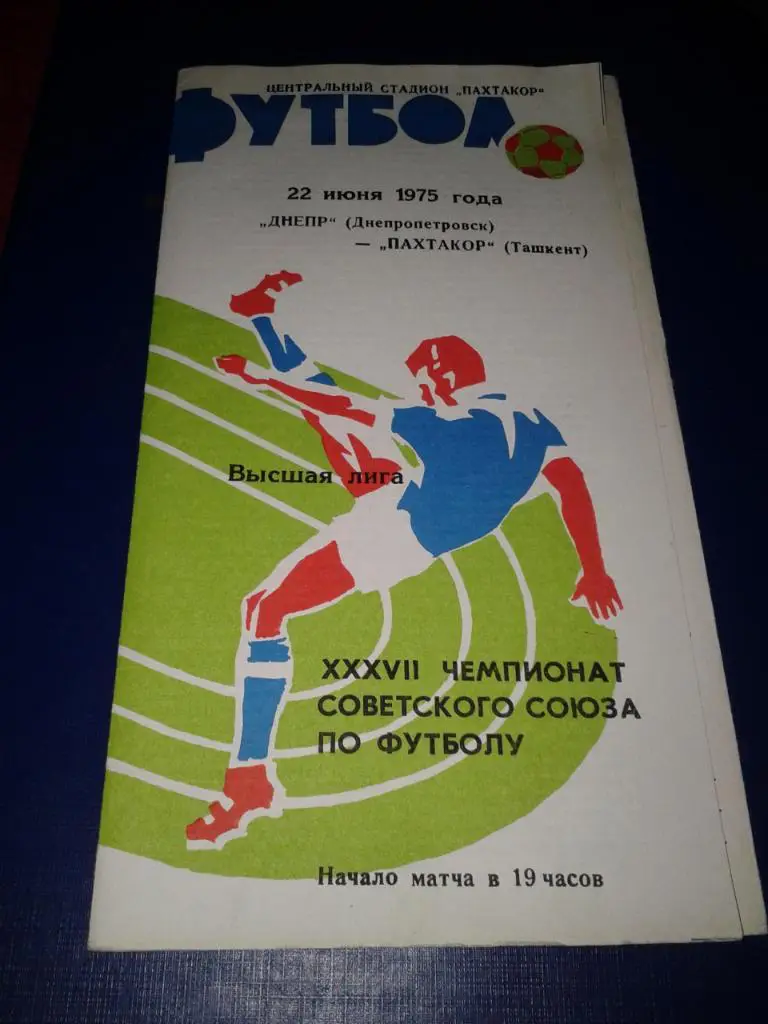 ЦЕНТРАЛЬНЫЙ СТАДИОН „ПАХТАКОР“
ФУТБОЛ
22 июня 1975 года
„ДНЕПР“ (Днепропетровск)
— „ПАХТАКОР“ (Ташкент)
Высшая лига
XXXVII ЧЕМПИОНАТ
СОВЕТСКОГО СОЮЗА
ПО ФУТБОЛУ
Начало матча в 19 часов